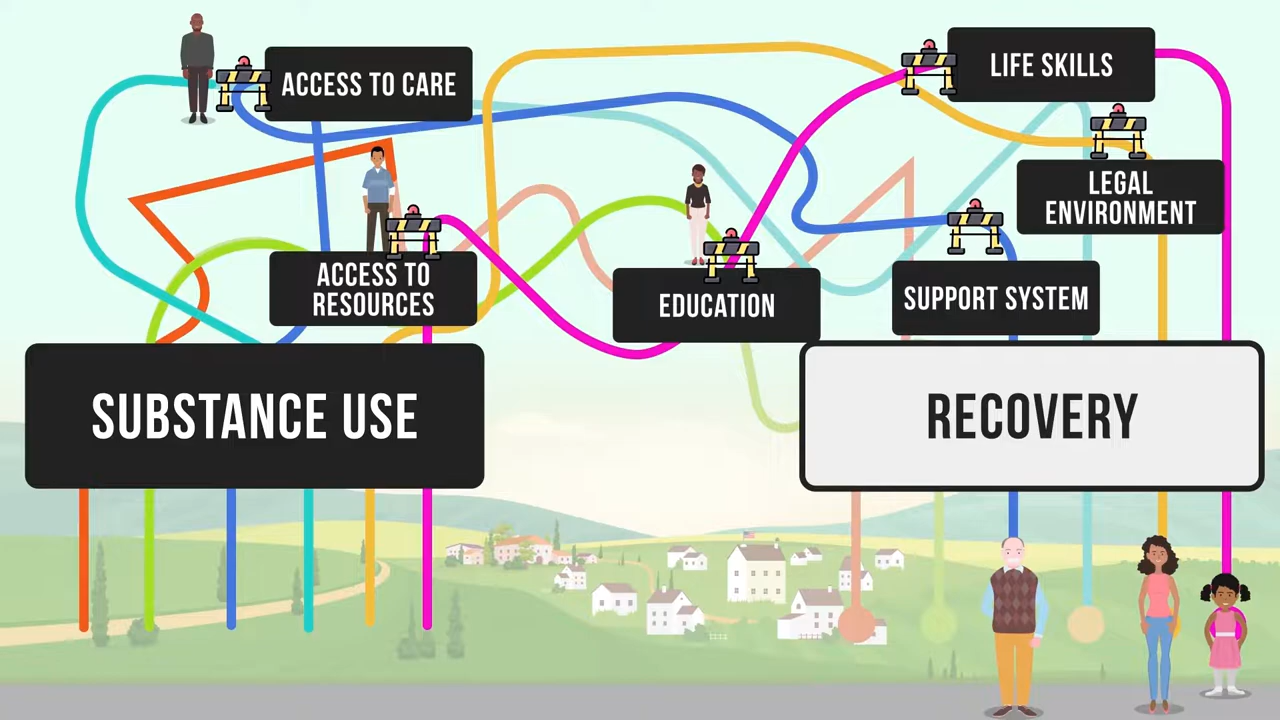 ACCESS TO CARE
LIFE SKILLS
LEGAL
ENVIRONMENT
ACCESS TO
RESOURCES
EDUCATION
SUPPORT SYSTEM
SUBSTANCE USE
RECOVERY